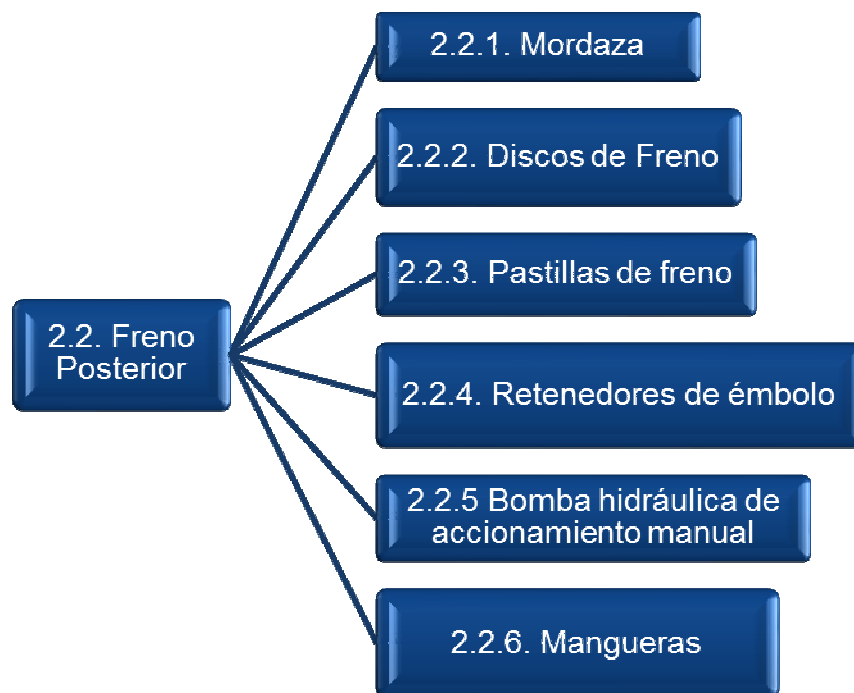 2.2. Freno
Posterior
2.2.1. Mordaza
2.2.2. Discos de Freno
2.2.3. Pastillas de freno
2.2.4. Retenedores de émbolo
2.2.5 Bomba hidráulica de
accionamiento manual
2.2.6. Mangueras